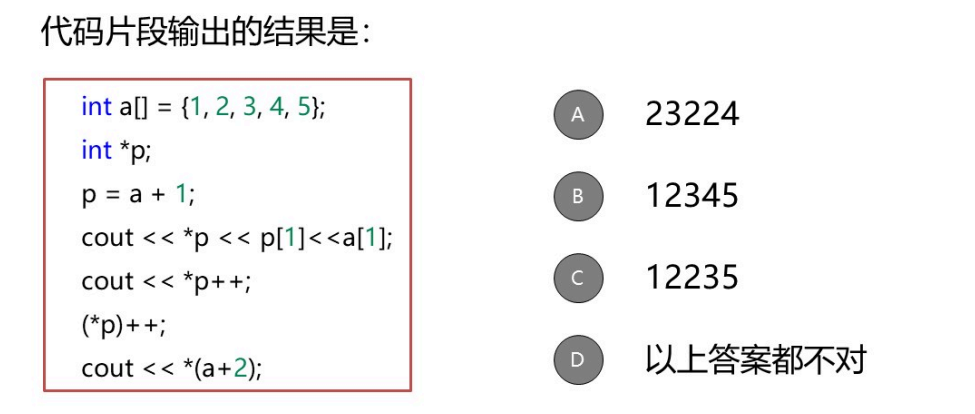 代码片段输出的结果是：
int a[] = {1, 2, 3, 4, 5};
int *p;
p = a + 1;
cout << *p << p[1]<<a[1];
cout << *p++;
(*p)++;
cout << *(a+2);
A 23224
B 12345
C 12235
D 以上答案都不对